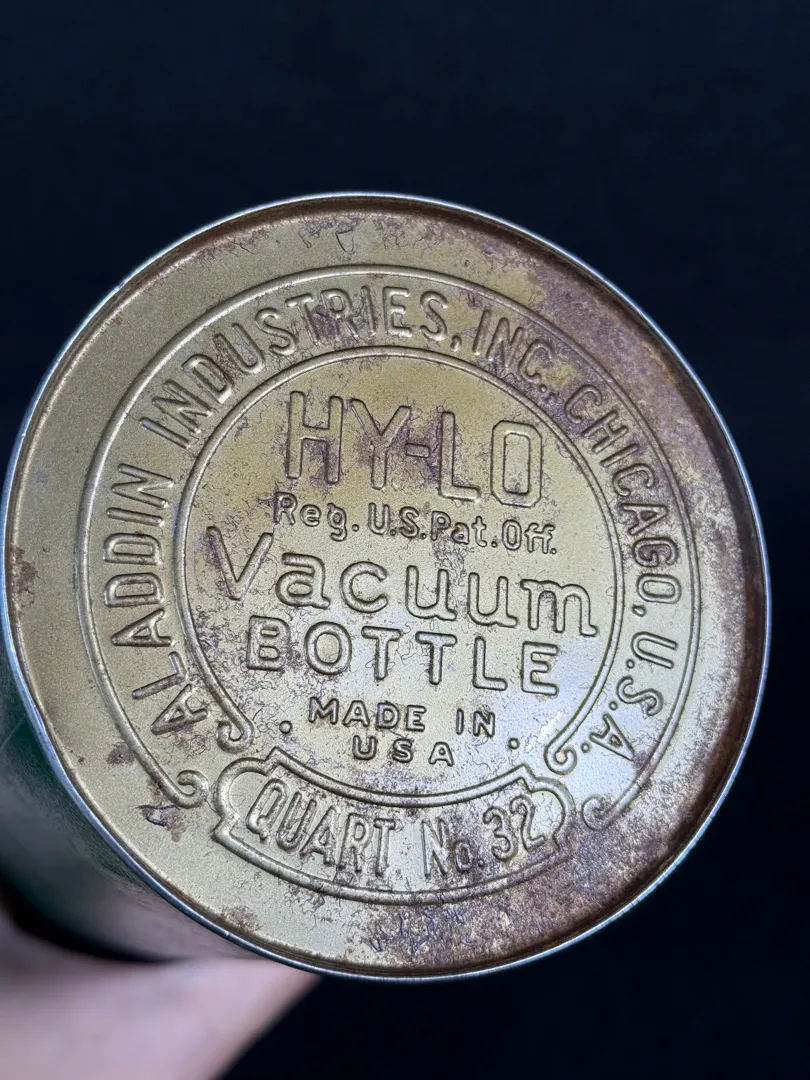 ALADDIN INDUSTRIES, INC., CHICAGO, U.S.A.
HY-LO
Reg. U.S. Pat. Off.
Vacuum
BOTTLE
. MADE IN .
USA
QUART No. 32